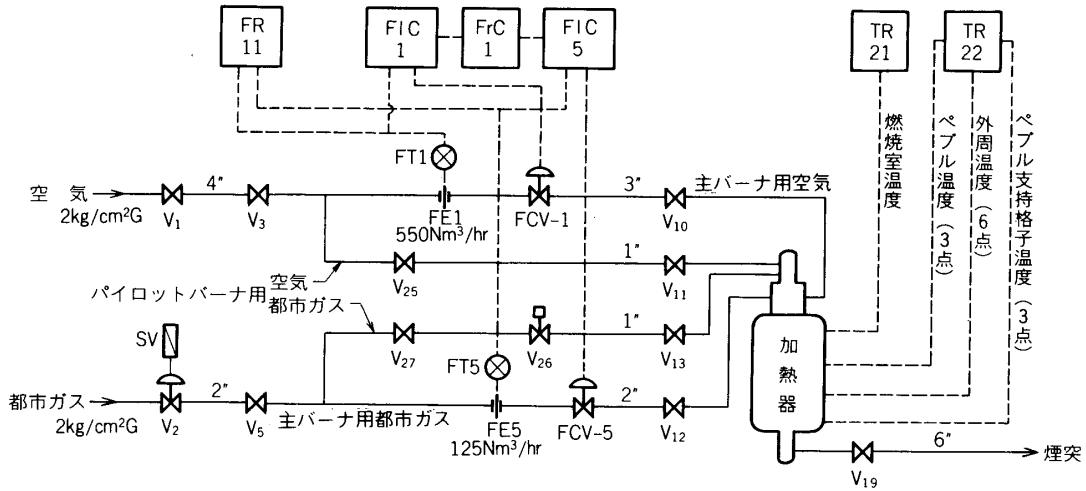 FR
11
FIC
1
FrC
1
FIC
5
TR
21
TR
22
燃焼室温度
ペブル温度(3点)
外周温度(6点)
ペブル支持格子温度(3点)
FT1
空気
2kg/cm²G
4”
V₁
V₃
FE1
550Nm³/hr
FCV-1
3”
主バーナ用空気
V₁₀
1”
V₂₅
V₁₁
パイロットバーナ用
空気
都市ガス
1”
V₂₇
V₂₆
V₁₃
SV
FT5
加熱器
都市ガス
2kg/cm²G
2”
V₂
V₅
主バーナ用都市ガス
FE5
125Nm³/hr
FCV-5
2”
V₁₂
6”
煙突
V₁₉